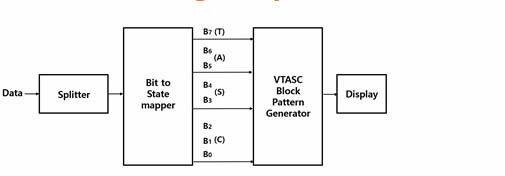 Data
Splitter
Bit to
State
mapper
B7 (T)
B6
(A)
B5
B4
(S)
B3
B2
B1 (C)
B0
VTASC
Block
Pattern
Generator
Display